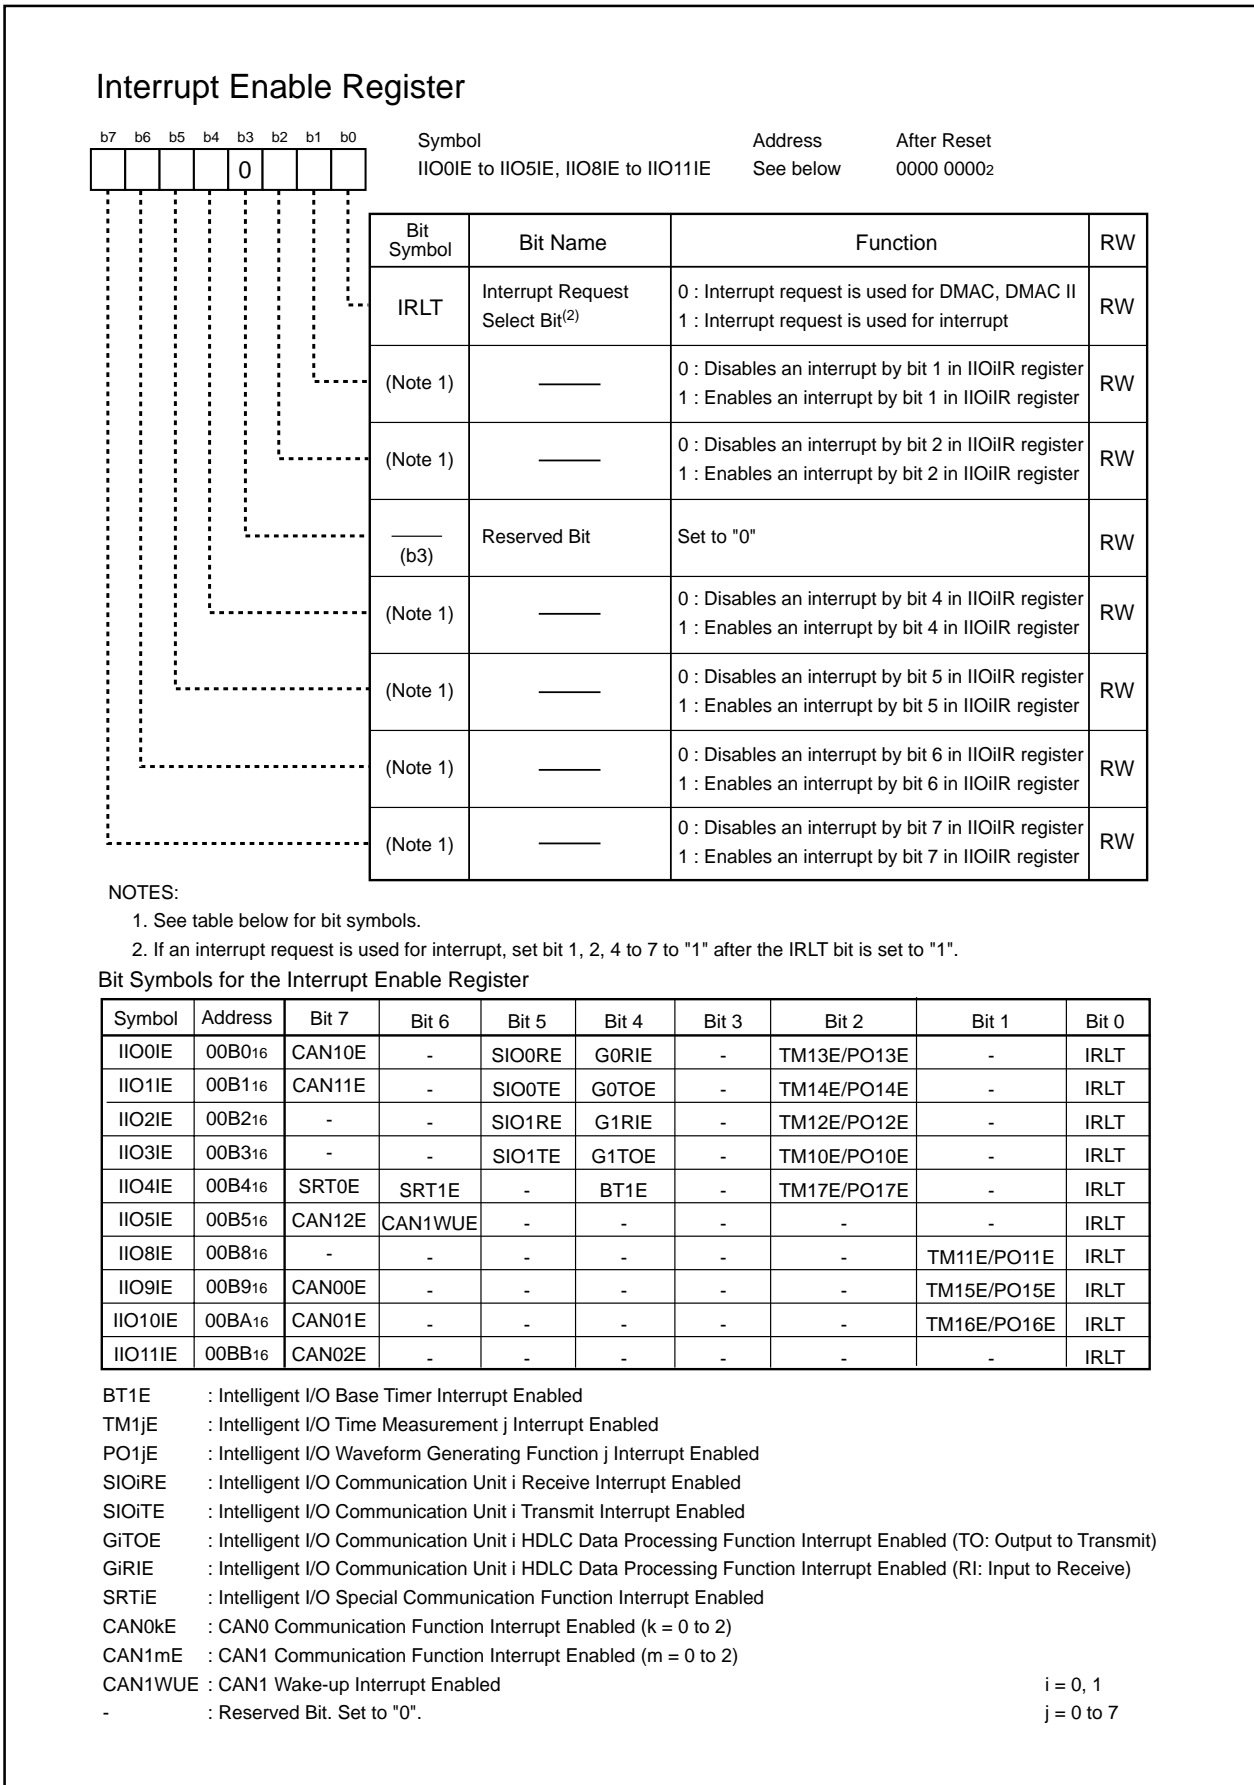 Interrupt Enable Register
b7 b6 b5 b4 b3 b2 b1 b0 Symbol Address After Reset
0 IIO0IE to IIO5IE, IIO8IE to IIO11IE See below 0000 00002
Bit Symbol Bit Name Function RW
IRLT Interrupt Request Select Bit(2) 0 : Interrupt request is used for DMAC, DMAC II RW
1 : Interrupt request is used for interrupt
(Note 1) 0 : Disables an interrupt by bit 1 in IIOiIR register RW
1 : Enables an interrupt by bit 1 in IIOiIR register
(Note 1) 0 : Disables an interrupt by bit 2 in IIOiIR register RW
1 : Enables an interrupt by bit 2 in IIOiIR register
(b3) Reserved Bit Set to "0" RW
(Note 1) 0 : Disables an interrupt by bit 4 in IIOiIR register RW
1 : Enables an interrupt by bit 4 in IIOiIR register
(Note 1) 0 : Disables an interrupt by bit 5 in IIOiIR register RW
1 : Enables an interrupt by bit 5 in IIOiIR register
(Note 1) 0 : Disables an interrupt by bit 6 in IIOiIR register RW
1 : Enables an interrupt by bit 6 in IIOiIR register
(Note 1) 0 : Disables an interrupt by bit 7 in IIOiIR register RW
1 : Enables an interrupt by bit 7 in IIOiIR register
NOTES:
1. See table below for bit symbols.
2. If an interrupt request is used for interrupt, set bit 1, 2, 4 to 7 to "1" after the IRLT bit is set to "1".
Bit Symbols for the Interrupt Enable Register
Symbol Address Bit 7 Bit 6 Bit 5 Bit 4 Bit 3 Bit 2 Bit 1 Bit 0
IIO0IE 00B016 CAN10E - SIO0RE G0RIE - TM13E/PO13E - IRLT
IIO1IE 00B116 CAN11E - SIO0TE G0TOE - TM14E/PO14E - IRLT
IIO2IE 00B216 - - SIO1RE G1RIE - TM12E/PO12E - IRLT
IIO3IE 00B316 - - SIO1TE G1TOE - TM10E/PO10E - IRLT
IIO4IE 00B416 SRT0E SRT1E - BT1E - TM17E/PO17E - IRLT
IIO5IE 00B516 CAN12E CAN1WUE - - - - - IRLT
IIO8IE 00B816 - - - - - - TM11E/PO11E IRLT
IIO9IE 00B916 CAN00E - - - - - TM15E/PO15E IRLT
IIO10IE 00BA16 CAN01E - - - - - TM16E/PO16E IRLT
IIO11IE 00BB16 CAN02E - - - - - - IRLT
BT1E : Intelligent I/O Base Timer Interrupt Enabled
TM1jE : Intelligent I/O Time Measurement j Interrupt Enabled
PO1jE : Intelligent I/O Waveform Generating Function j Interrupt Enabled
SIOiRE : Intelligent I/O Communication Unit i Receive Interrupt Enabled
SIOiTE : Intelligent I/O Communication Unit i Transmit Interrupt Enabled
GiTOE : Intelligent I/O Communication Unit i HDLC Data Processing Function Interrupt Enabled (TO: Output to Transmit)
GiRIE : Intelligent I/O Communication Unit i HDLC Data Processing Function Interrupt Enabled (RI: Input to Receive)
SRTiE : Intelligent I/O Special Communication Function Interrupt Enabled
CAN0kE : CAN0 Communication Function Interrupt Enabled (k = 0 to 2)
CAN1mE : CAN1 Communication Function Interrupt Enabled (m = 0 to 2)
CAN1WUE : CAN1 Wake-up Interrupt Enabled i = 0, 1
- : Reserved Bit. Set to "0". j = 0 to 7